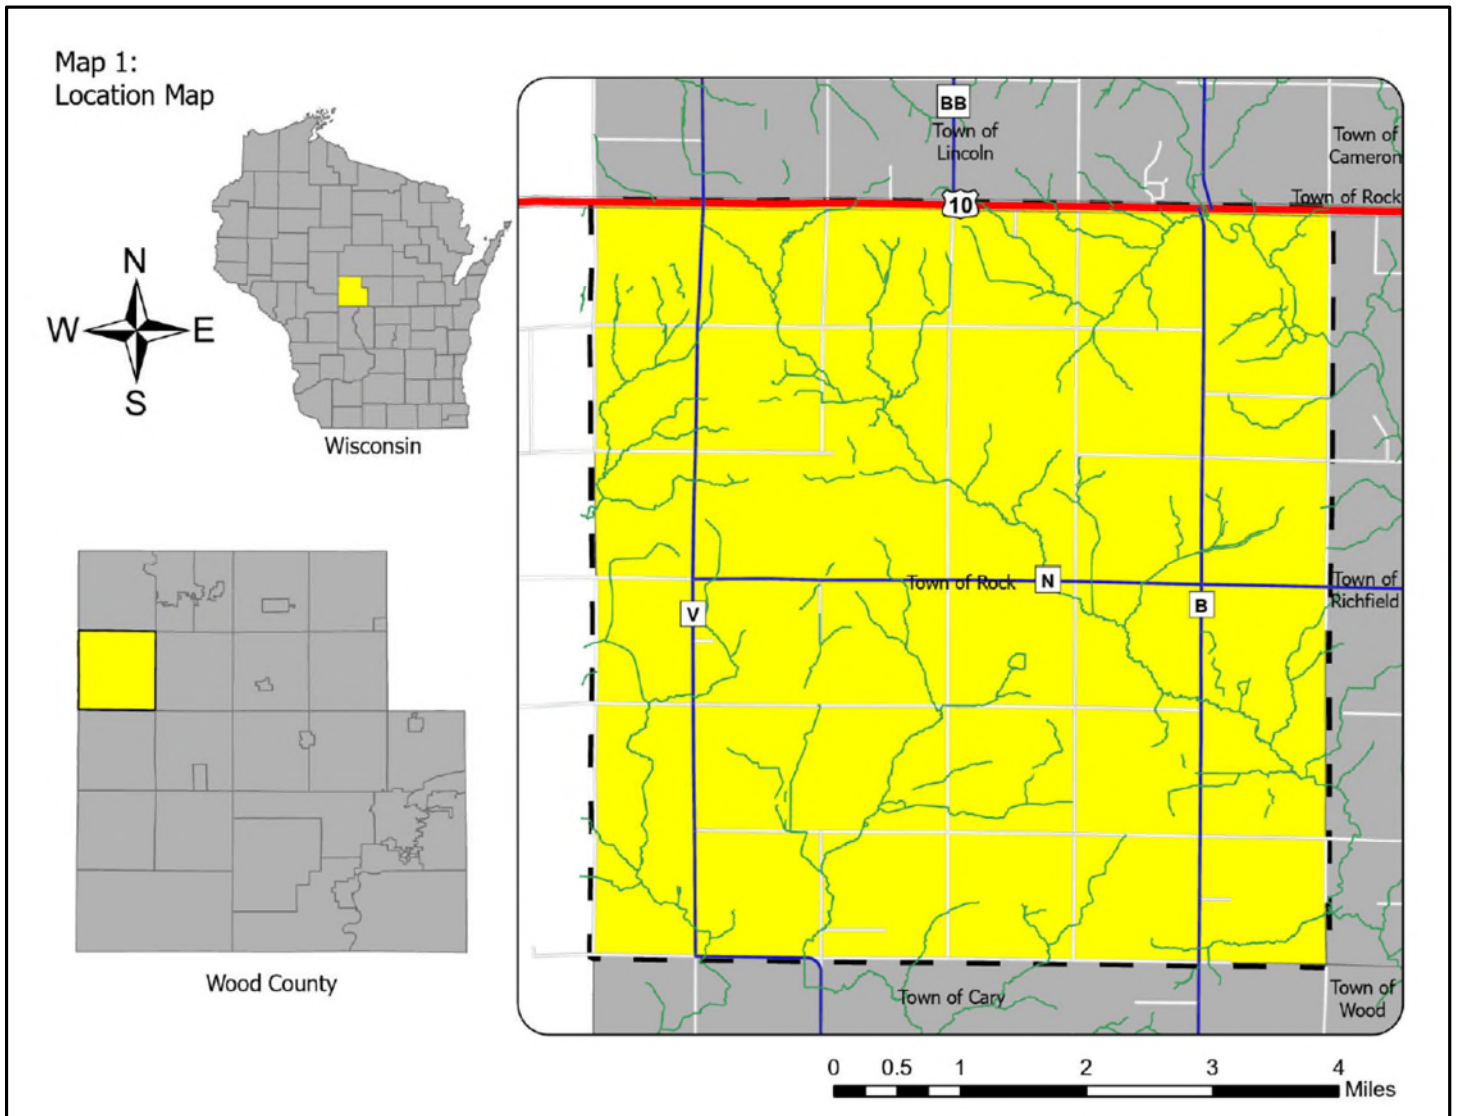 Map 1:
Location Map
N
W
E
S
Wisconsin
Wood County
BB
Town of
Lincoln
Town of
Cameron
Town of Rock
10
Town of Rock
N
Town of
Richfield
V
B
Town of Cary
Town of
Wood
0 0.5 1 2 3 4
Miles